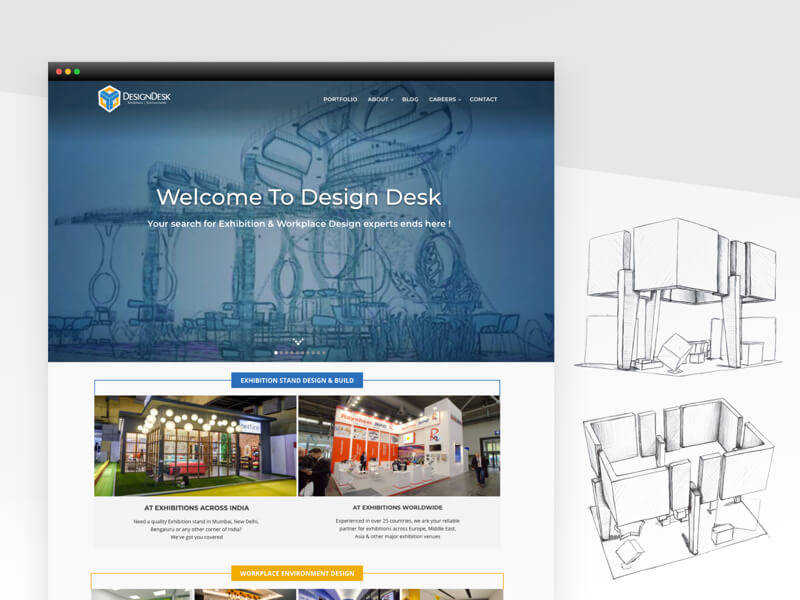 DESIGNDESK
Exhibitions | Environments
PORTFOLIO ABOUT BLOG CAREERS CONTACT
Welcome To Design Desk
Your search for Exhibition & Workplace Design experts ends here !
EXHIBITION STAND DESIGN & BUILD
AT EXHIBITIONS ACROSS INDIA
Need a quality Exhibition stand in Mumbai, New Delhi,
Bengaluru or any other corner of India?
We've got you covered
AT EXHIBITIONS WORLDWIDE
Experienced in over 25 countries, we are your reliable
partner for exhibitions across Europe, Middle East,
Asia & other major exhibition venues
WORKPLACE ENVIRONMENT DESIGN